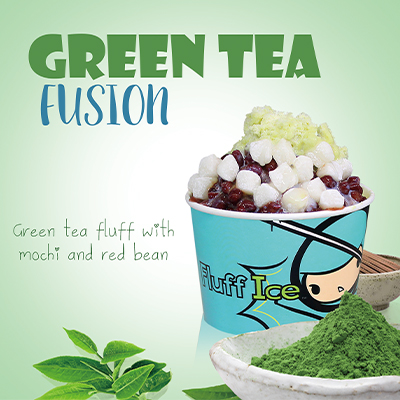 GREEN TEA
FUSION
Green tea fluff with
mochi and red bean
Fluff Ice